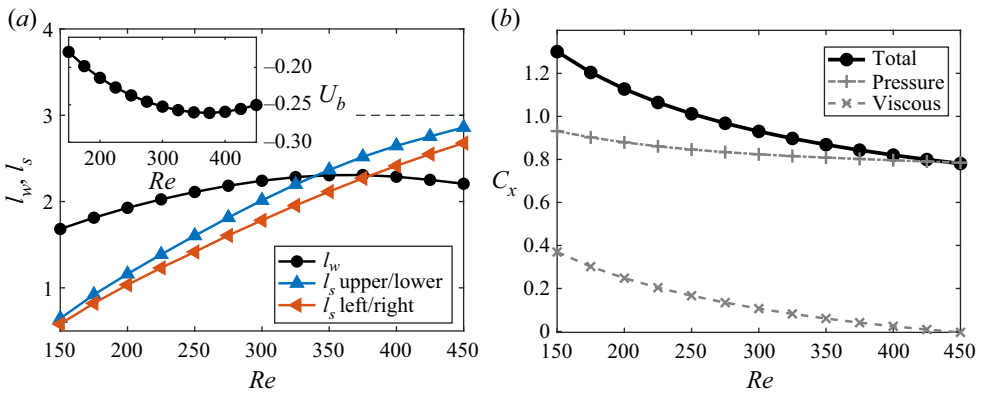 (a)
4
3
2
1
l_w, l_s
150 200 250 300 350 400 450
Re
−0.20
−0.25
−0.30
U_b
200 300 400
Re
l_w
l_s upper/lower
l_s left/right
(b)
1.2
1.0
0.8
0.6
0.4
0.2
0
C_x
150 200 250 300 350 400 450
Re
Total
Pressure
Viscous